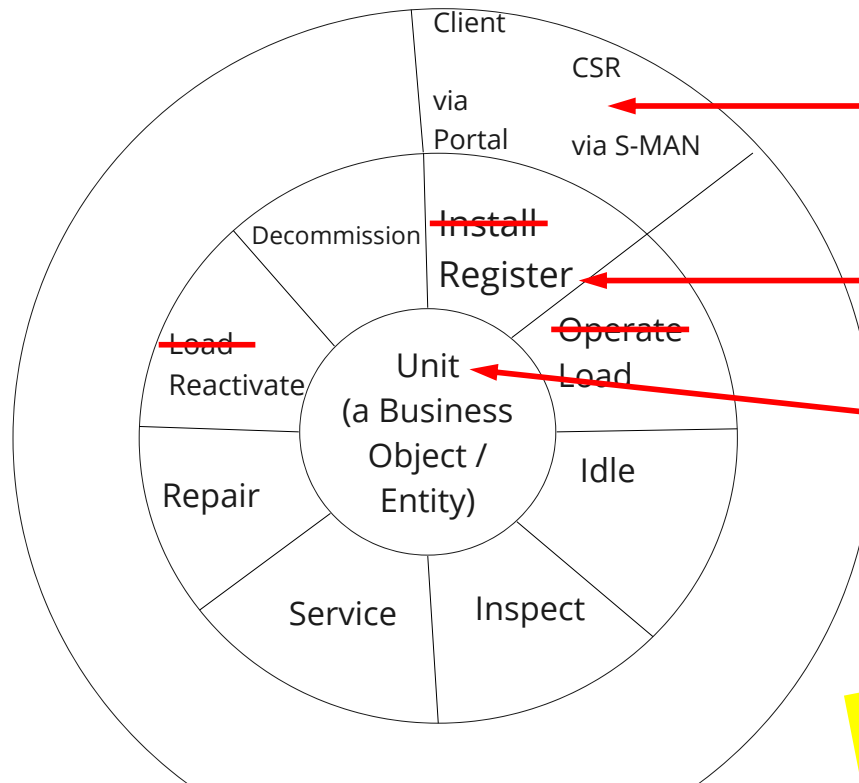 Client
CSR
via
Portal
via S-MAN
Decommission
Install
Register
Operate
Load
Load
Reactivate
Unit
(a Business
Object /
Entity)
Idle
Repair
Service
Inspect